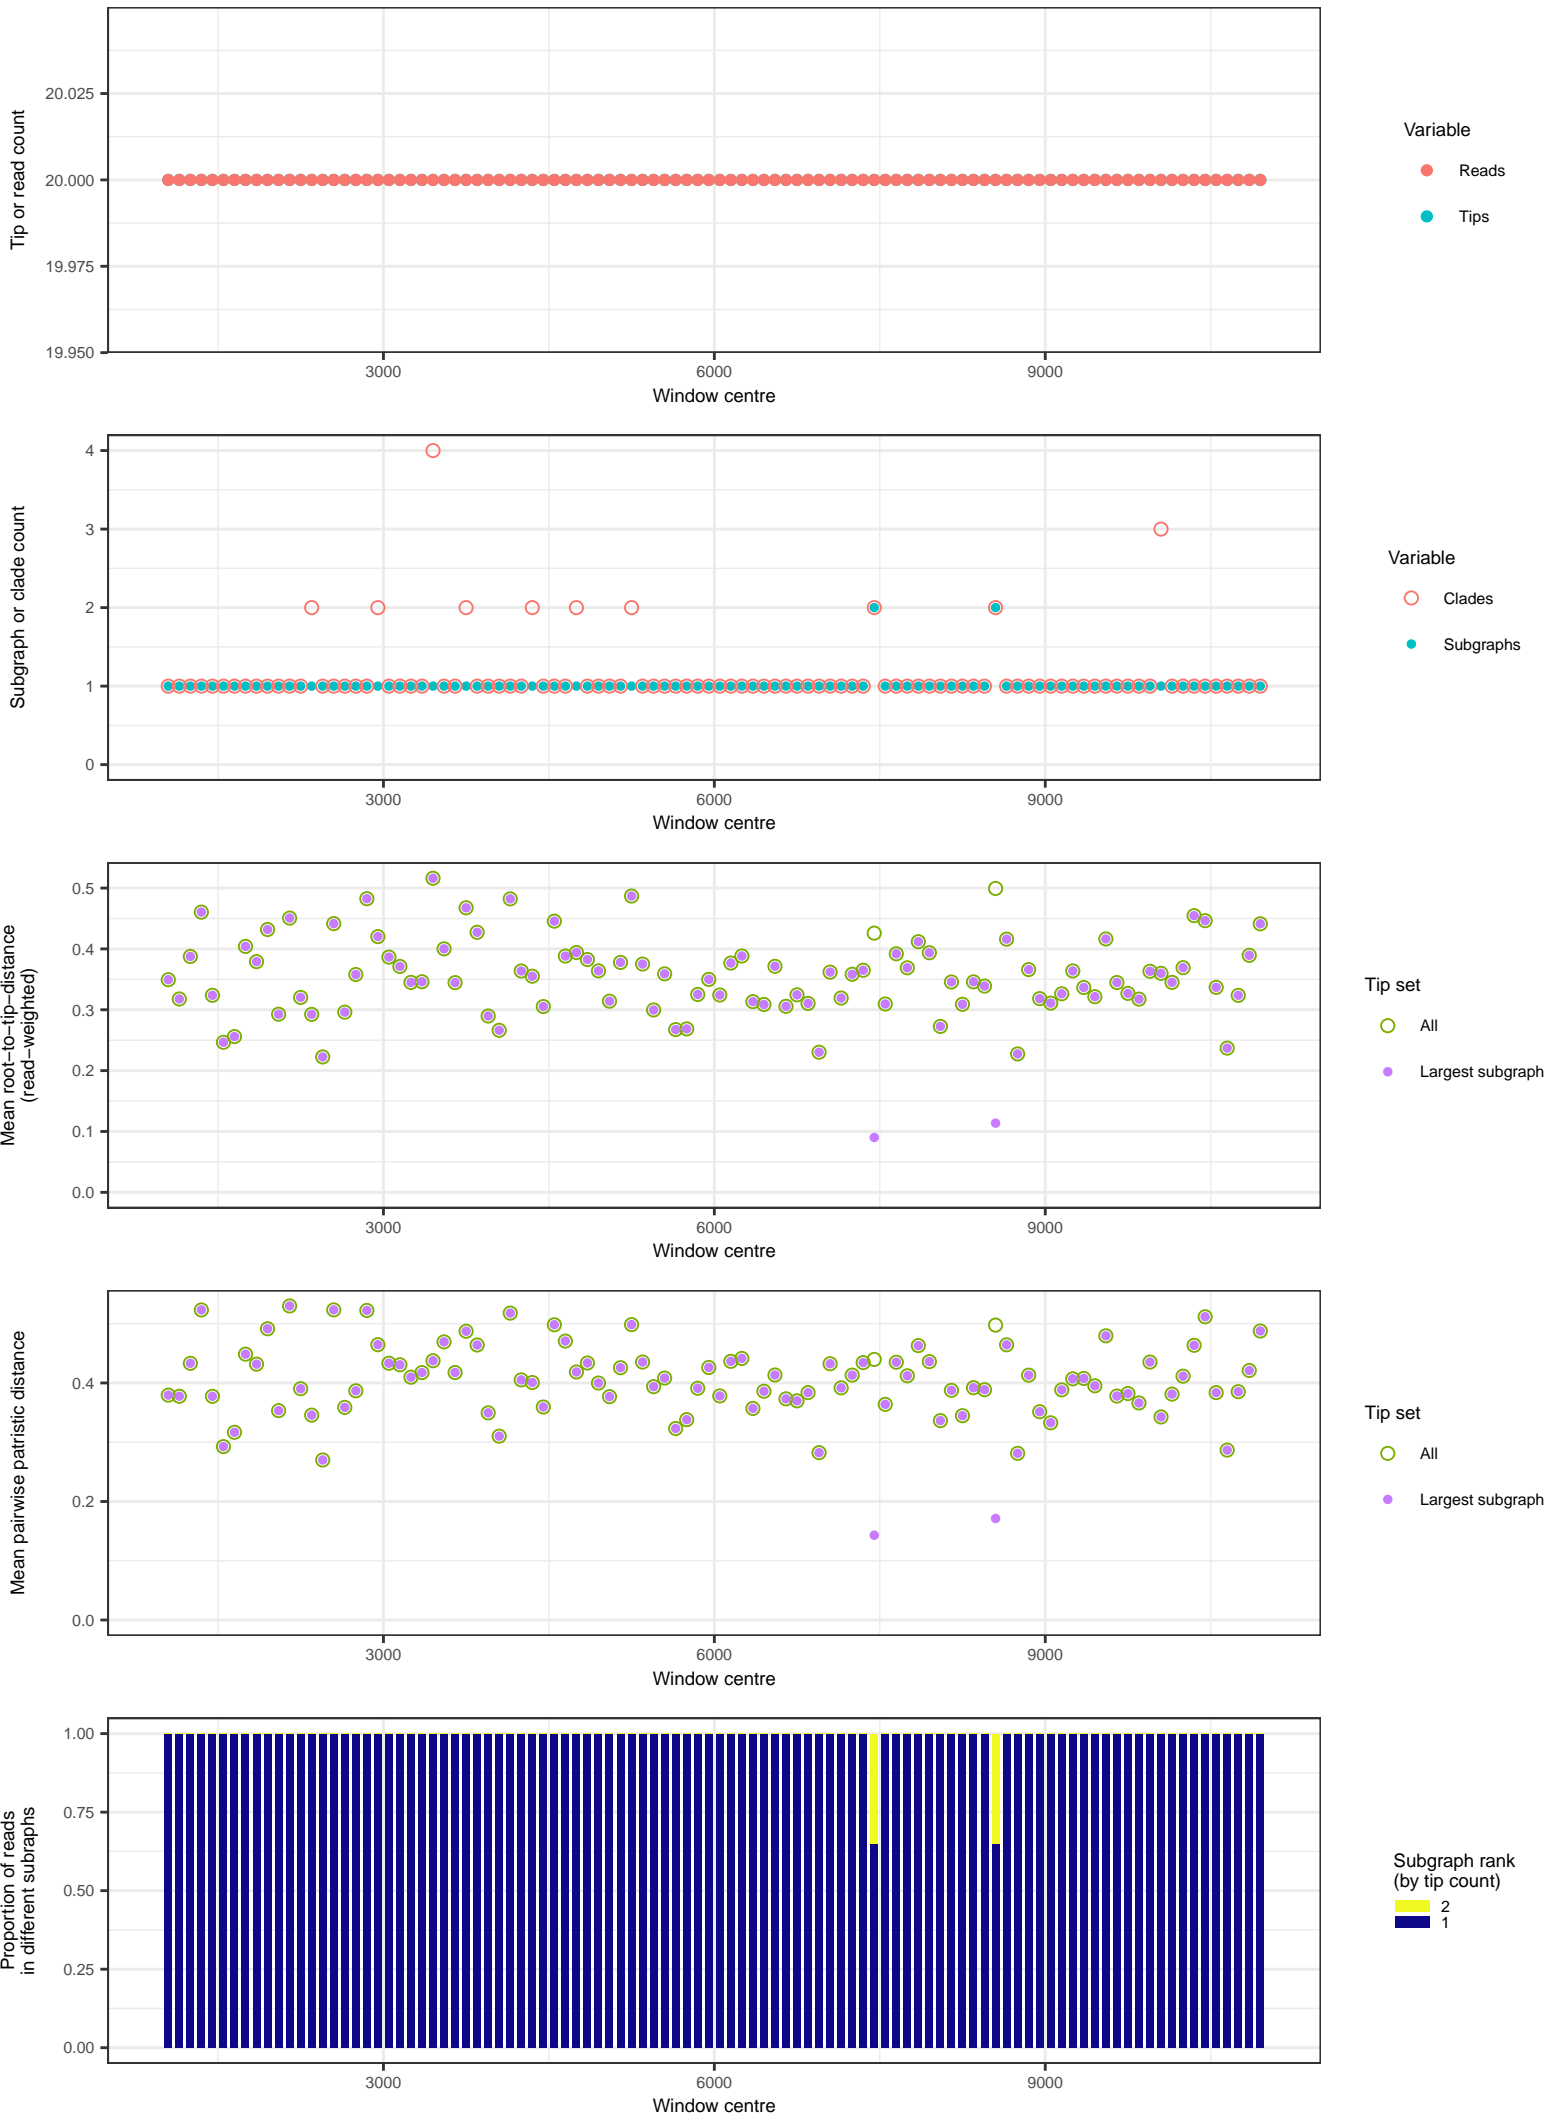 Tip or read count
20.025
20.000
19.975
19.950
3000 6000 9000
Window centre
Variable
Reads
Tips
Subgraph or clade count
4
3
2
1
0
3000 6000 9000
Window centre
Variable
Clades
Subgraphs
Mean root−to−tip−distance
(read−weighted)
0.5
0.4
0.3
0.2
0.1
0.0
3000 6000 9000
Window centre
Tip set
All
Largest subgraph
Mean pairwise patristic distance
0.4
0.2
0.0
3000 6000 9000
Window centre
Tip set
All
Largest subgraph
Proportion of reads
in different subraphs
1.00
0.75
0.50
0.25
0.00
3000 6000 9000
Window centre
Subgraph rank
(by tip count)
2
1